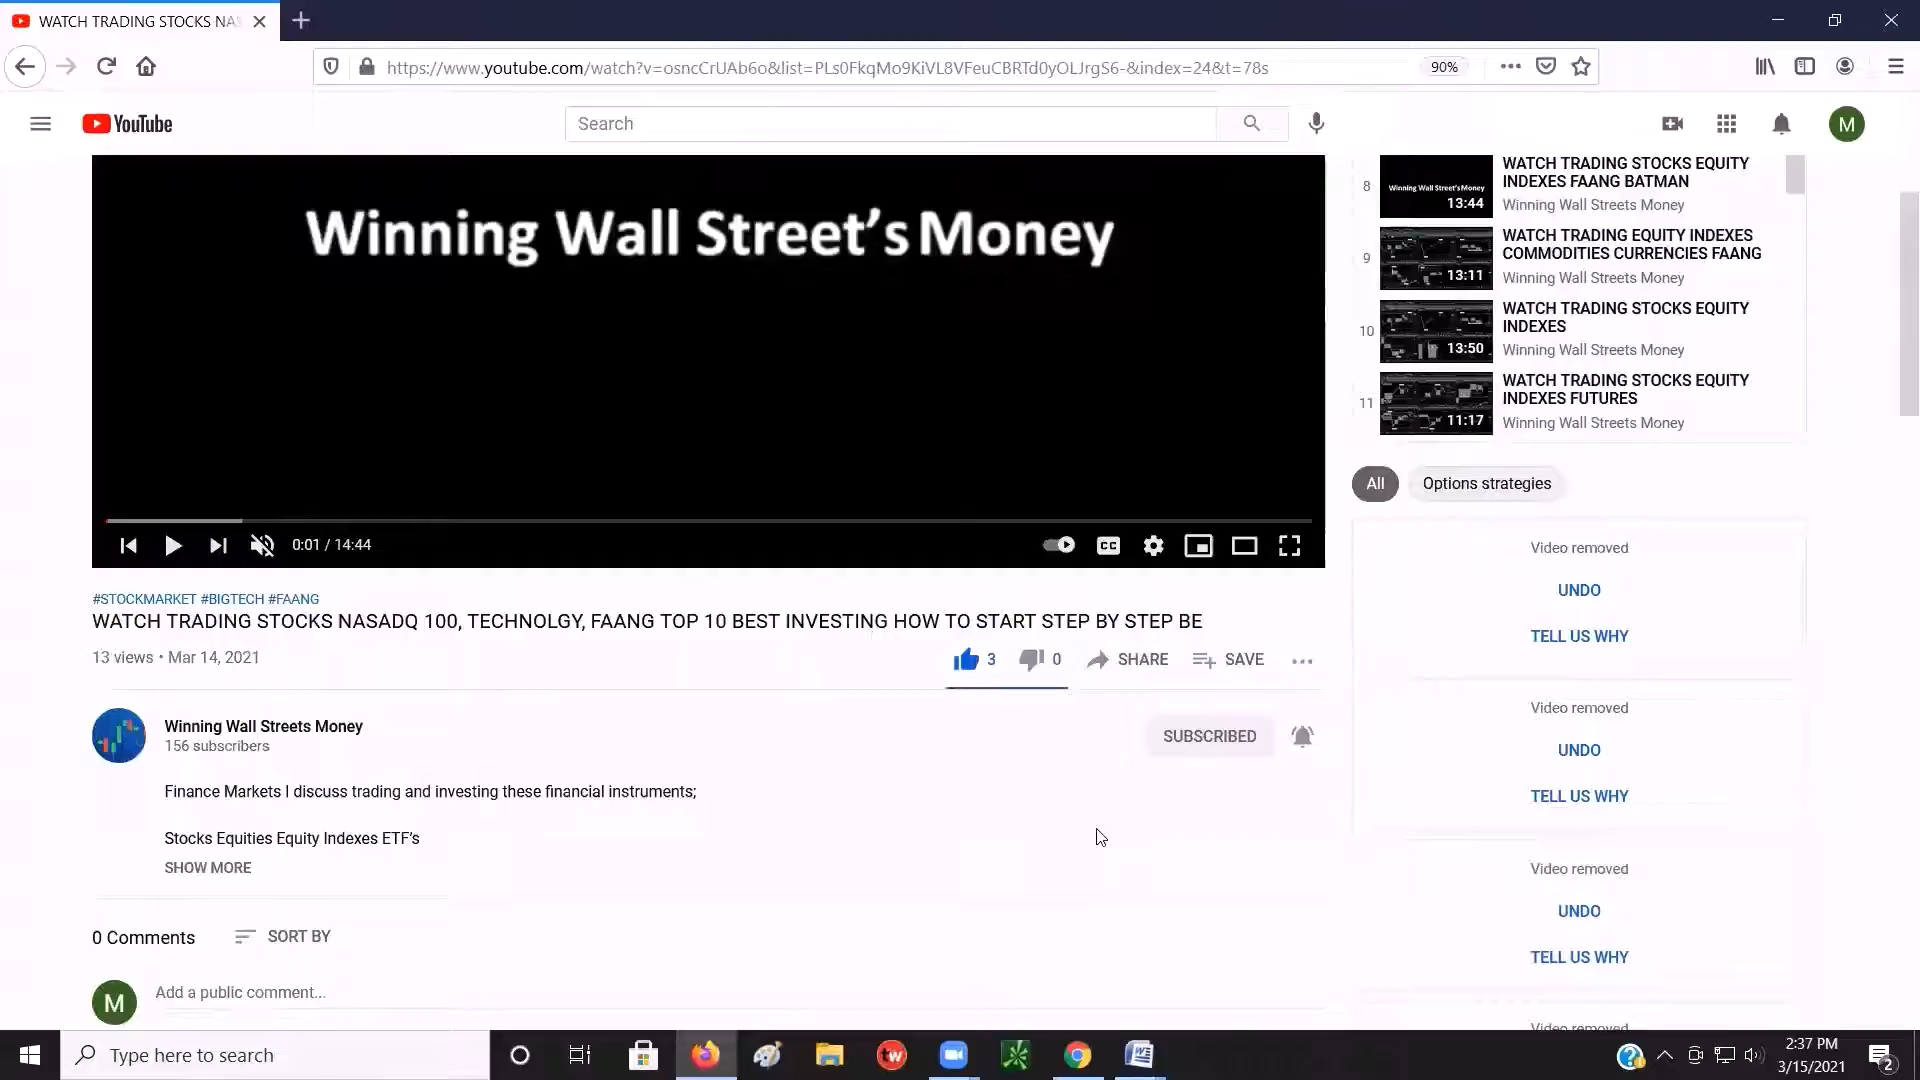 WATCH TRADING STOCKS NA
https://www.youtube.com/watch?v=osncCrUAb6o&list=PLs0FkqMo9KiVL8VFeuCBRTd0yOLJrgS6-&index=24&t=78s
90%
YouTube
Search
M
Winning Wall Street's Money
0:01 / 14:44
CC
#STOCKMARKET #BIGTECH #FAANG
WATCH TRADING STOCKS NASADQ 100, TECHNOLGY, FAANG TOP 10 BEST INVESTING HOW TO START STEP BY STEP BE
13 views • Mar 14, 2021
3
0
SHARE
SAVE
Winning Wall Streets Money
156 subscribers
SUBSCRIBED
Finance Markets I discuss trading and investing these financial instruments;
Stocks Equities Equity Indexes ETF's
SHOW MORE
0 Comments
SORT BY
M
Add a public comment...
8
Winning Wall Street's Money
13:44
WATCH TRADING STOCKS EQUITY
INDEXES FAANG BATMAN
Winning Wall Streets Money
9
13:11
WATCH TRADING EQUITY INDEXES
COMMODITIES CURRENCIES FAANG
Winning Wall Streets Money
10
13:50
WATCH TRADING STOCKS EQUITY
INDEXES
Winning Wall Streets Money
11
11:17
WATCH TRADING STOCKS EQUITY
INDEXES FUTURES
Winning Wall Streets Money
All
Options strategies
Video removed
UNDO
TELL US WHY
Video removed
UNDO
TELL US WHY
Video removed
UNDO
TELL US WHY
Video removed
Type here to search
tw
W
2:37 PM
3/15/2021
2